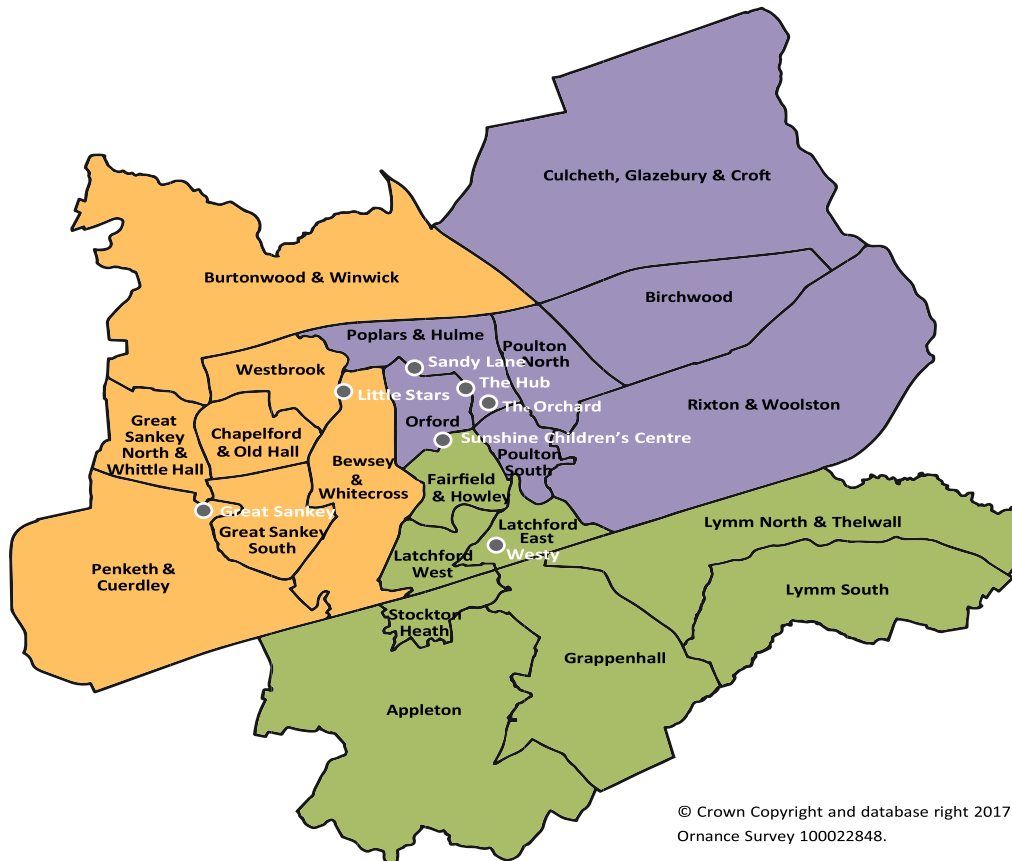 Culcheth, Glazebury & Croft
Burtonwood & Winwick
Birchwood
Poplars & Hulme
Poulton
North
Sandy Lane
Westbrook
The Hub
Little Stars
The Orchard
Rixton & Woolston
Great
Sankey
North &
Whittle Hall
Chapelford
& Old Hall
Orford
Sunshine Children’s Centre
Poulton
South
Bewsey
&
Whitecross
Fairfield
& Howley
Great Sankey
Great Sankey
South
Latchford
East
Westy
Lymm North & Thelwall
Latchford
West
Penketh &
Cuerdley
Lymm South
Stockton
Heath
Grappenhall
Appleton
© Crown Copyright and database right 2017
Ornance Survey 100022848.